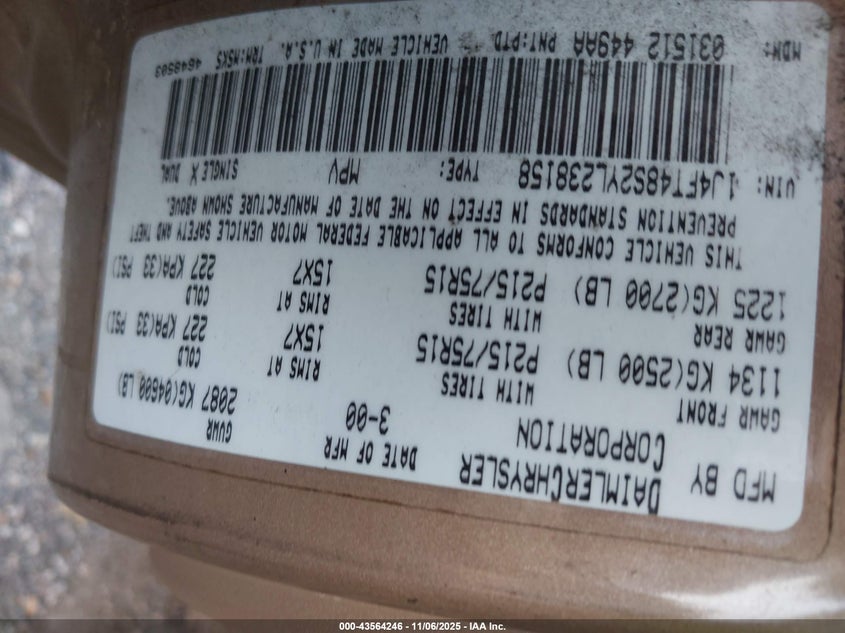 MFD BY DAIMLERCHRYSLER CORPORATION
DATE OF MFR 3-00
GVWR 2087 KG(04600 LB)
GAWR FRONT 1134 KG(2500 LB)
WITH TIRES P215/75R15
RIMS AT 15X7
COLD 227 KPA(33 PSI)
GAWR REAR 1225 KG(2700 LB)
WITH TIRES P215/75R15
RIMS AT 15X7
COLD 227 KPA(33 PSI)
THIS VEHICLE CONFORMS TO ALL APPLICABLE FEDERAL MOTOR VEHICLE SAFETY AND THEFT
PREVENTION STANDARDS IN EFFECT ON THE DATE OF MANUFACTURE SHOWN ABOVE.
VIN: 1J4FT48S2YL238158 TYPE: MPV SINGLE X DUAL
MDH: 031512 449AA PNT:PTD VEHICLE MADE IN U.S.A. TRM:M5K5 4648503
000-43564246 - 11/06/2025 - IAA Inc.